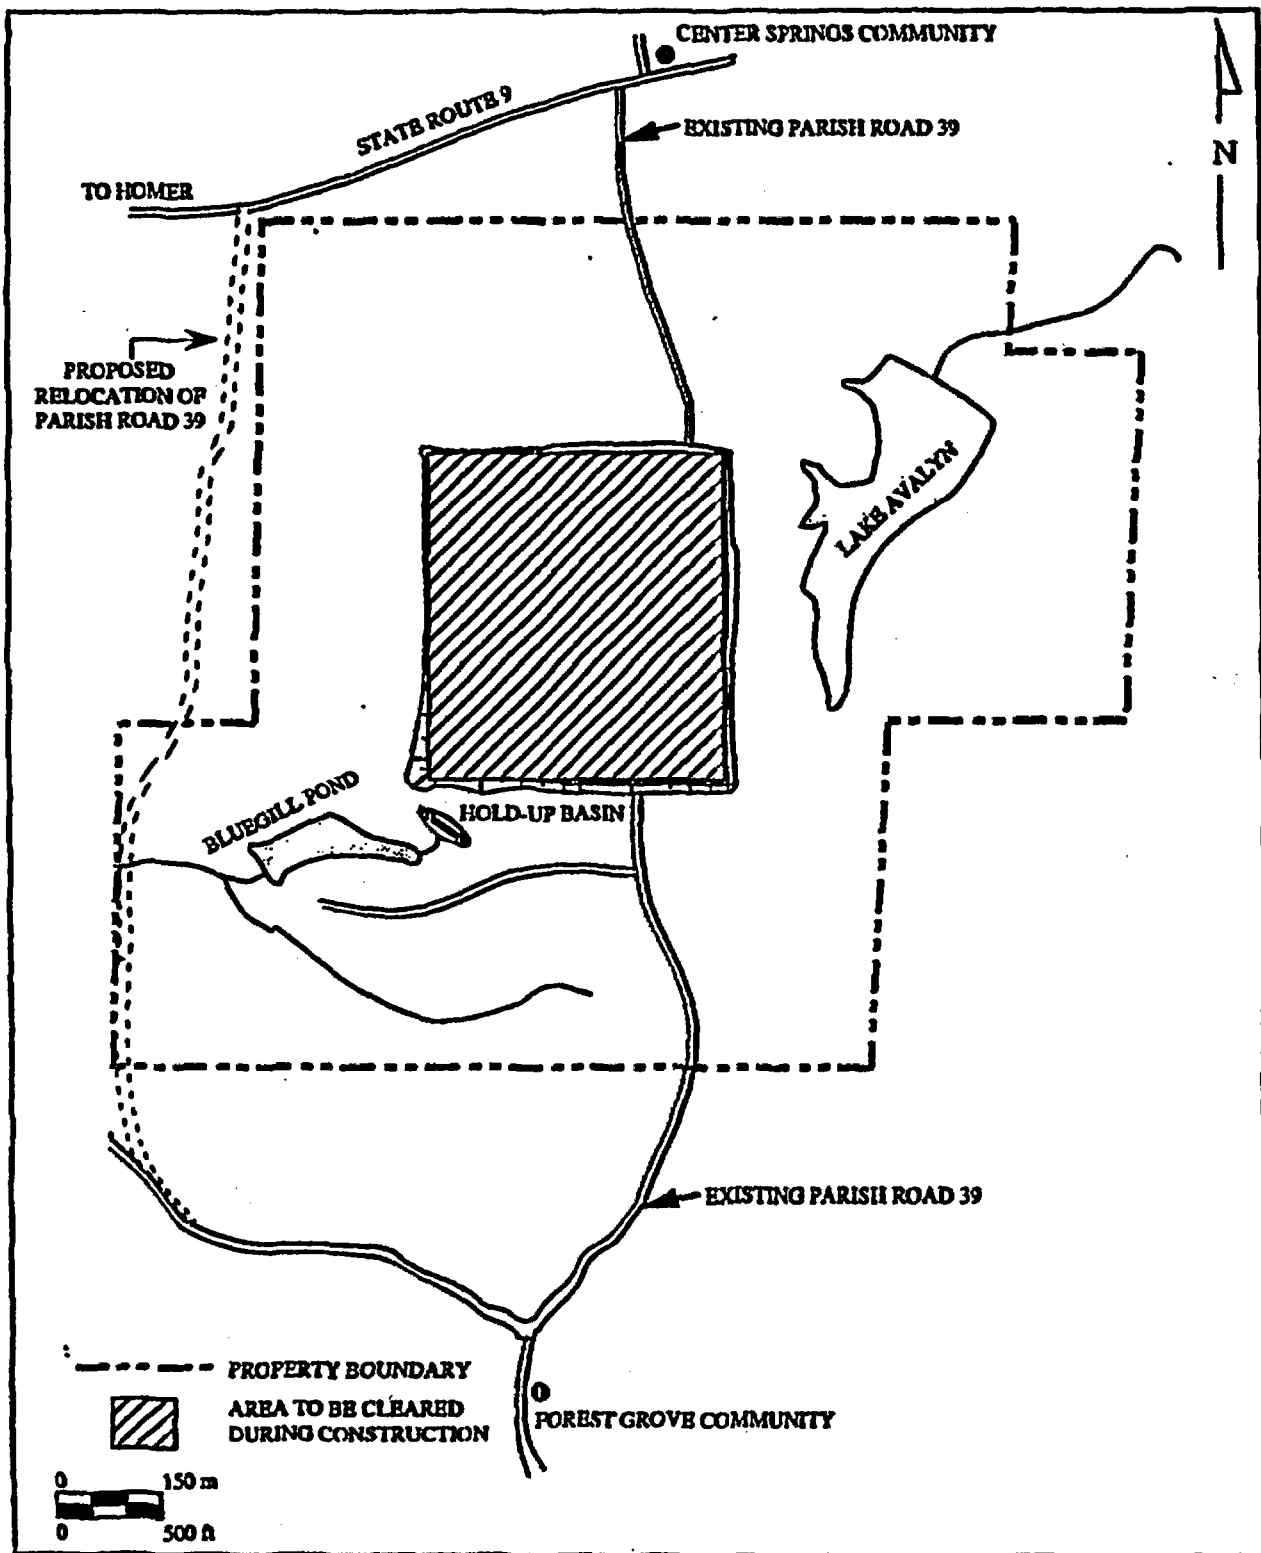 CENTER SPRINGS COMMUNITY
STATE ROUTE 9
EXISTING PARISH ROAD 39
N
TO HOMER
PROPOSED
RELOCATION OF
PARISH ROAD 39
LAKE AVALYN
BLUEGILL POND
HOLD-UP BASIN
EXISTING PARISH ROAD 39
PROPERTY BOUNDARY
AREA TO BE CLEARED
DURING CONSTRUCTION
FOREST GROVE COMMUNITY
0 150 m
0 500 ft